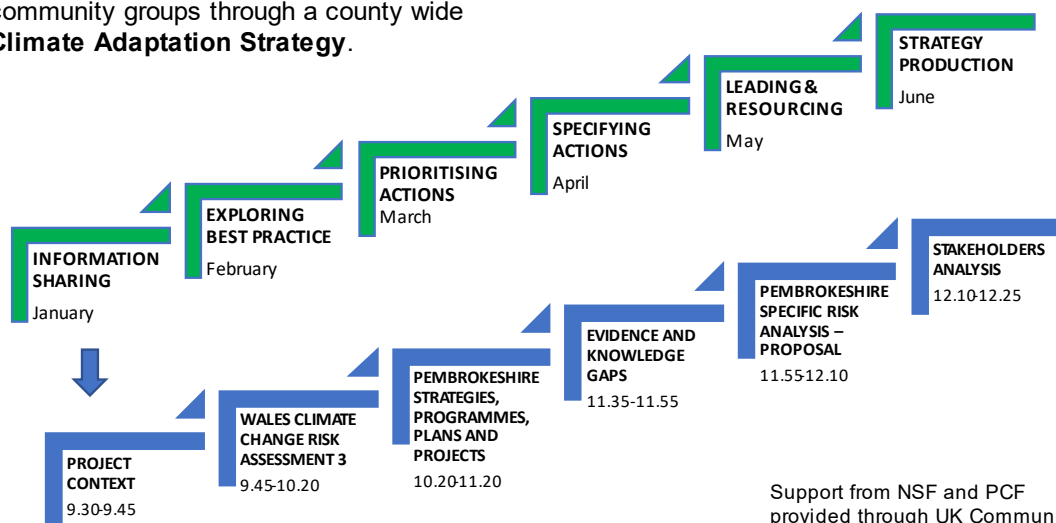 community groups through a county wide
Climate Adaptation Strategy.
INFORMATION
SHARING
January
EXPLORING
BEST PRACTICE
February
PRIORITISING
ACTIONS
March
SPECIFYING
ACTIONS
April
LEADING &
RESOURCING
May
STRATEGY
PRODUCTION
June
PROJECT
CONTEXT
9.30-9.45
WALES CLIMATE
CHANGE RISK
ASSESSMENT 3
9.45-10.20
PEMBROKESHIRE
STRATEGIES,
PROGRAMMES,
PLANS AND
PROJECTS
10.20-11.20
EVIDENCE AND
KNOWLEDGE
GAPS
11.35-11.55
PEMBROKESHIRE
SPECIFIC RISK
ANALYSIS –
PROPOSAL
11.55-12.10
STAKEHOLDERS
ANALYSIS
12.10-12.25
Support from NSF and PCF
provided through UK Commun